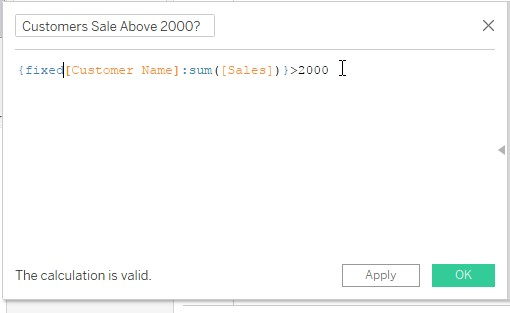 Customers Sale Above 2000?
{fixed[Customer Name]:sum([Sales])}>2000
The calculation is valid.
Apply
OK